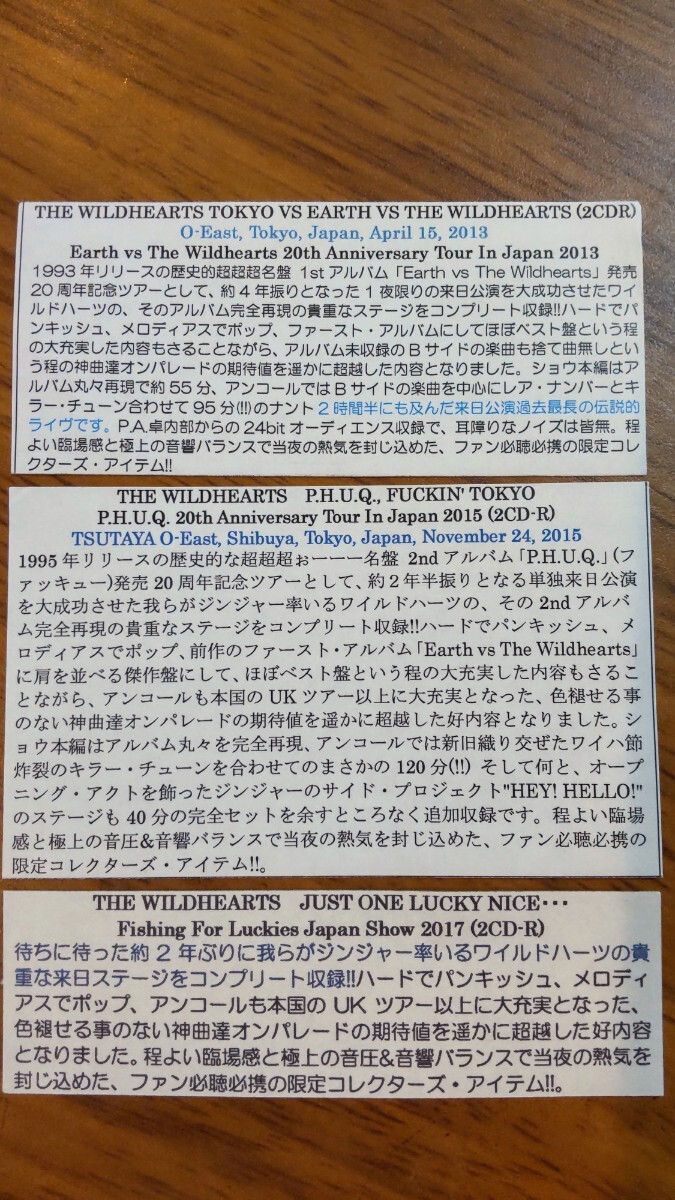 THE WILDHEARTS TOKYO VS EARTH VS THE WILDHEARTS (2CDR)
O-East, Tokyo, Japan, April 15, 2013
Earth vs The Wildhearts 20th Anniversary Tour In Japan 2013
1993年リリースの歴史的超超超名盤 1stアルバム「Earth vs The Wildhearts」発売
20周年記念ツアーとして、約4年振りとなった1夜限りの来日公演を大成功させたワイ
ルドハーツの、そのアルバム完全再現の貴重なステージをコンプリート収録!!ハードでパ
ンキッシュ、メロディアスでポップ、ファースト・アルバムにしてほぼベスト盤という程
の大充実した内容もさることながら、アルバム未収録のBサイドの楽曲も捨て曲無しとい
う程の神曲達オンパレードの期待値を遥かに超越した内容となりました。ショウ本編はア
ルバム丸々再現で約55分、アンコールではBサイドの楽曲を中心にレア・ナンバーとキ
ラー・チューン合わせて95分(!!)のナント2時間半にも及んだ来日公演過去最長の伝説的
ライヴです。P.A.卓内部からの24bitオーディエンス収録で、耳障りなノイズは皆無。程
よい臨場感と極上の音響バランスで当夜の熱気を封じ込めた、ファン必聴必携の限定コレ
クターズ・アイテム!!
THE WILDHEARTS P.H.U.Q., FUCKIN' TOKYO
P.H.U.Q. 20th Anniversary Tour In Japan 2015 (2CD-R)
TSUTAYA O-East, Shibuya, Tokyo, Japan, November 24, 2015
1995年リリースの歴史的な超超超ぉーーー名盤 2ndアルバム「P.H.U.Q.」(フ
ァッキュー)発売20周年記念ツアーとして、約2年半振りとなる単独来日公演
を大成功させた我らがジンジャー率いるワイルドハーツの、その2ndアルバ
ム完全再現の貴重なステージをコンプリート収録!!ハードでパンキッシュ、メ
ロディアスでポップ、前作のファースト・アルバム「Earth vs The Wildhearts」
に肩を並べる傑作盤にして、ほぼベスト盤という程の大充実した内容もさるこ
とながら、アンコールも本国のUKツアー以上に大充実となった、色褪せる事
のない神曲達オンパレードの期待値を遥かに超越した好内容となりました。シ
ョウ本編はアルバム丸々を完全再現、アンコールでは新旧織り交ぜたワイハ節
炸裂のキラー・チューンを合わせてのまさかの120分(!!) そして何と、オープ
ニング・アクトを飾ったジンジャーのサイド・プロジェクト"HEY! HELLO!"
のステージも40分の完全セットを余すところなく追加収録です。程よい臨場
感と極上の音圧&音響バランスで当夜の熱気を封じ込めた、ファン必聴必携の
限定コレクターズ・アイテム!!。
THE WILDHEARTS JUST ONE LUCKY NICE･･･
Fishing For Luckies Japan Show 2017 (2CD-R)
待ちに待った約2年ぶりに我らがジンジャー率いるワイルドハーツの貴
重な来日ステージをコンプリート収録!!ハードでパンキッシュ、メロディ
アスでポップ、アンコールも本国のUKツアー以上に大充実となった、
色褪せる事のない神曲達オンパレードの期待値を遥かに超越した好内容
となりました。程よい臨場感と極上の音圧&音響バランスで当夜の熱気を
封じ込めた、ファン必聴必携の限定コレクターズ・アイテム!!。